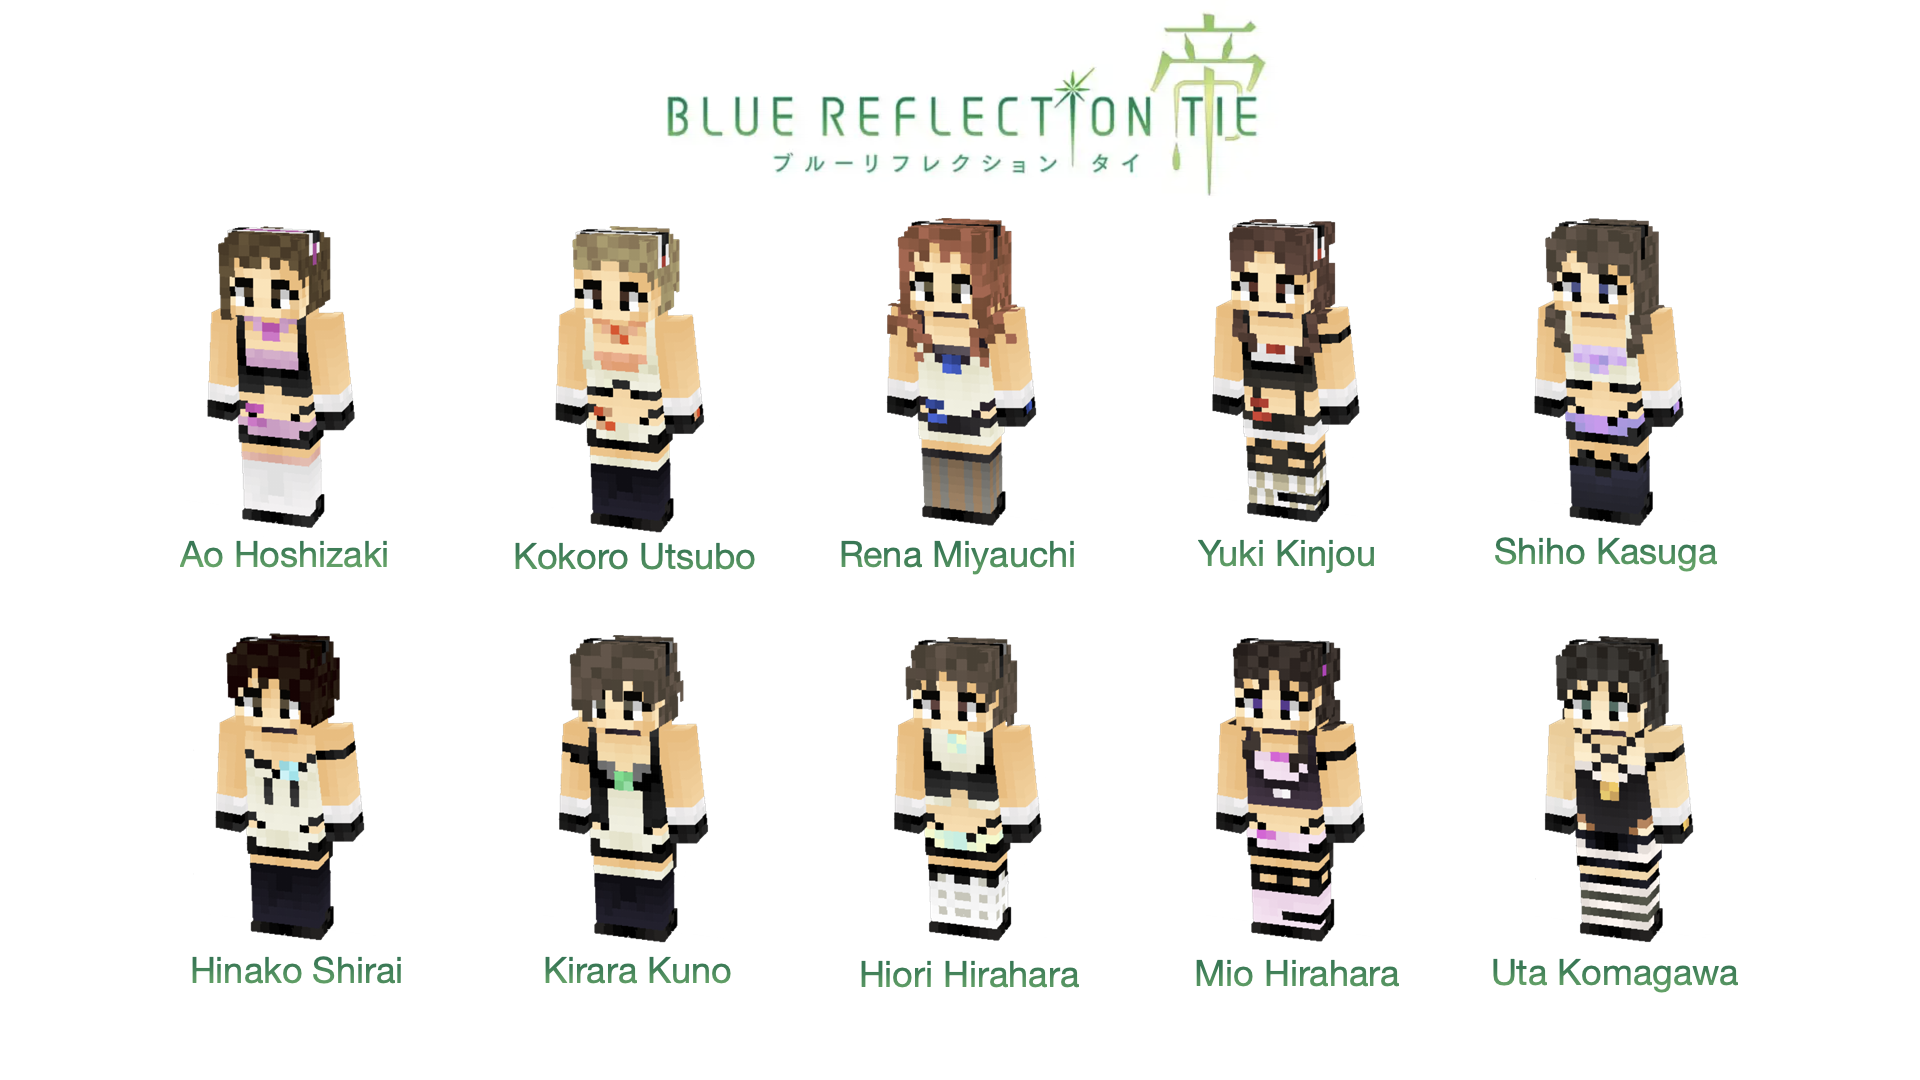 帝
BLUE REFLECTION TIE
ブルーリフレクション タイ
Ao Hoshizaki
Kokoro Utsubo
Rena Miyauchi
Yuki Kinjou
Shiho Kasuga
Hinako Shirai
Kirara Kuno
Hiori Hirahara
Mio Hirahara
Uta Komagawa